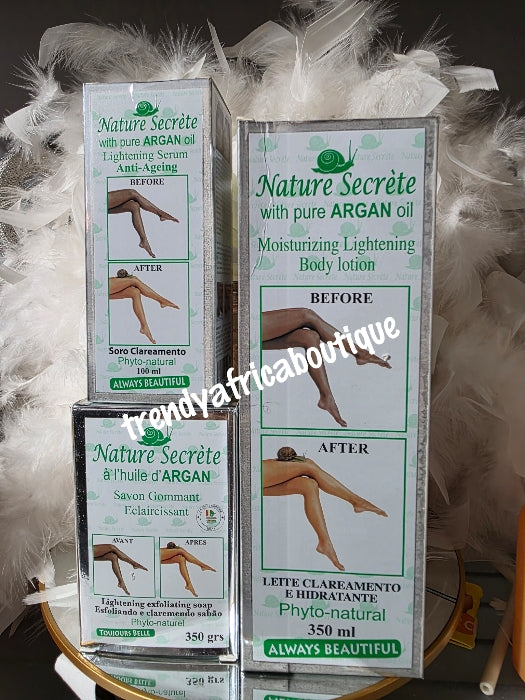 Nature Secrète
with pure ARGAN oil
Lightening Serum
Anti-Ageing
BEFORE
AFTER
Soro Clareamento
Phyto-natural
100 ml
ALWAYS BEAUTIFUL
Nature Secrète
with pure ARGAN oil
Moisturizing Lightening
Body lotion
BEFORE
AFTER
LEITE CLAREAMENTO
E HIDRATANTE
Phyto-natural
350 ml
ALWAYS BEAUTIFUL
Nature Secrète
à l'huile d'ARGAN
Savon Gommant
Eclaircissant
AVANT
APRES
Lightening exfoliating soap
Esfoliando e claremendo sabão
Phyto-naturel
TOUJOURS BELLE
350 grs
trendyafricaboutique